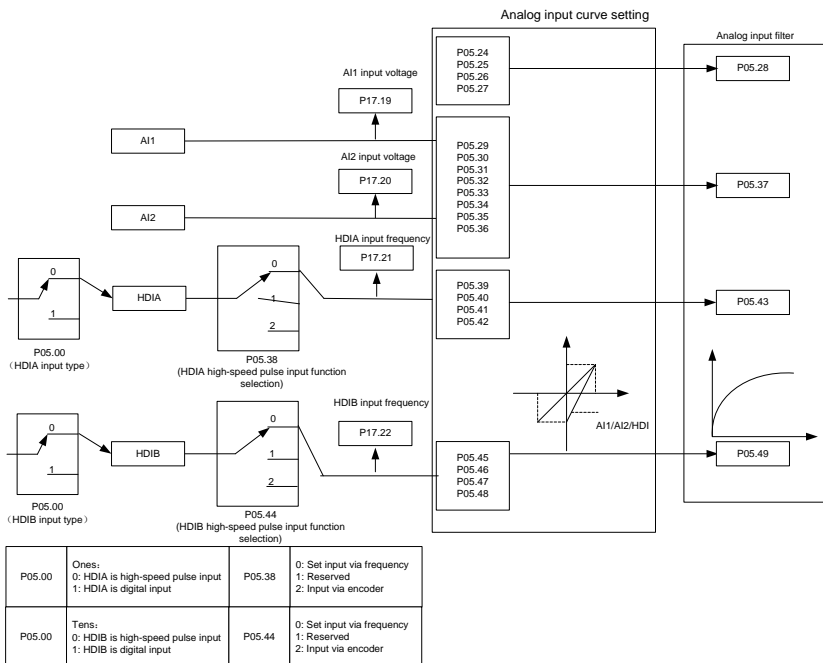 Analog input curve setting
Analog input filter
P05.24
P05.25
P05.26
P05.27
P05.28
AI1 input voltage
P17.19
AI1
AI2 input voltage
P17.20
AI2
P05.29
P05.30
P05.31
P05.32
P05.33
P05.34
P05.35
P05.36
P05.37
HDIA input frequency
P17.21
0
1
HDIA
0
1
2
P05.39
P05.40
P05.41
P05.42
P05.43
P05.00
（HDIA input type）
P05.38
(HDIA high-speed pulse input function
selection)
AI1/AI2/HDI
HDIB input frequency
P17.22
0
1
HDIB
0
1
2
P05.45
P05.46
P05.47
P05.48
P05.49
P05.00
（HDIB input type）
P05.44
(HDIB high-speed pulse input function
selection)
P05.00
Ones：
0: HDIA is high-speed pulse input
1: HDIA is digital input
P05.38
0: Set input via frequency
1: Reserved
2: Input via encoder
P05.00
Tens：
0: HDIB is high-speed pulse input
1: HDIB is digital input
P05.44
0: Set input via frequency
1: Reserved
2: Input via encoder